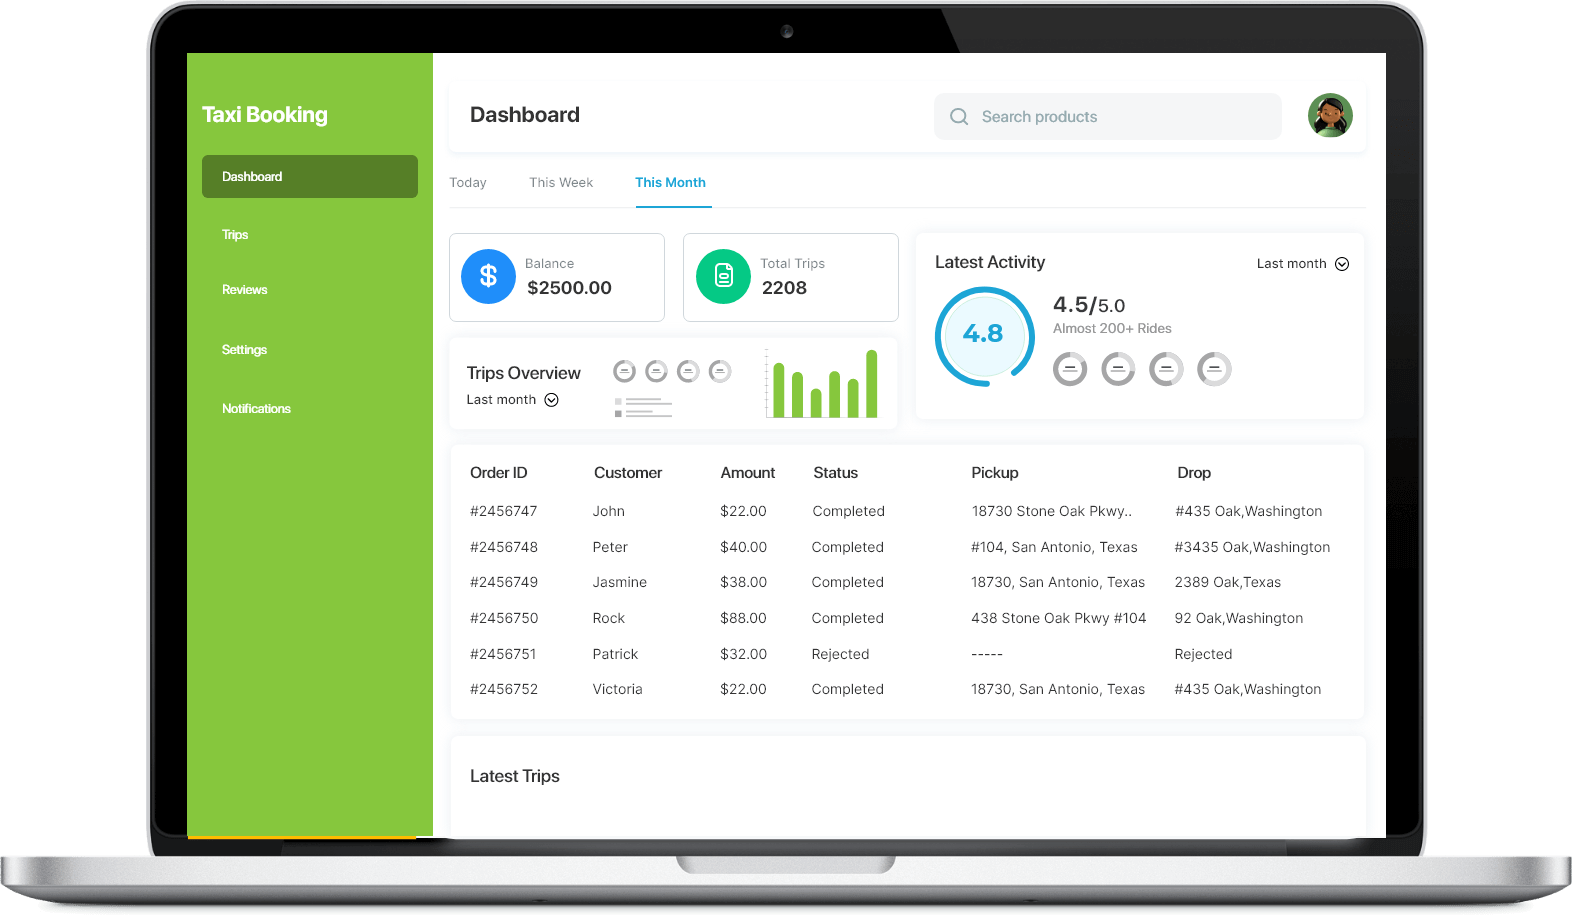 Taxi Booking
Dashboard
Trips
Reviews
Settings
Notifications
Dashboard
Search products
Today This Week This Month
Balance
$2500.00
Total Trips
2208
Latest Activity Last month
4.8
4.5/5.0
Almost 200+ Rides
Trips Overview
Last month
Order ID Customer Amount Status Pickup Drop
#2456747 John $22.00 Completed 18730 Stone Oak Pkwy.. #435 Oak,Washington
#2456748 Peter $40.00 Completed #104, San Antonio, Texas #3435 Oak,Washington
#2456749 Jasmine $38.00 Completed 18730, San Antonio, Texas 2389 Oak,Texas
#2456750 Rock $88.00 Completed 438 Stone Oak Pkwy #104 92 Oak,Washington
#2456751 Patrick $32.00 Rejected ----- Rejected
#2456752 Victoria $22.00 Completed 18730, San Antonio, Texas #435 Oak,Washington
Latest Trips